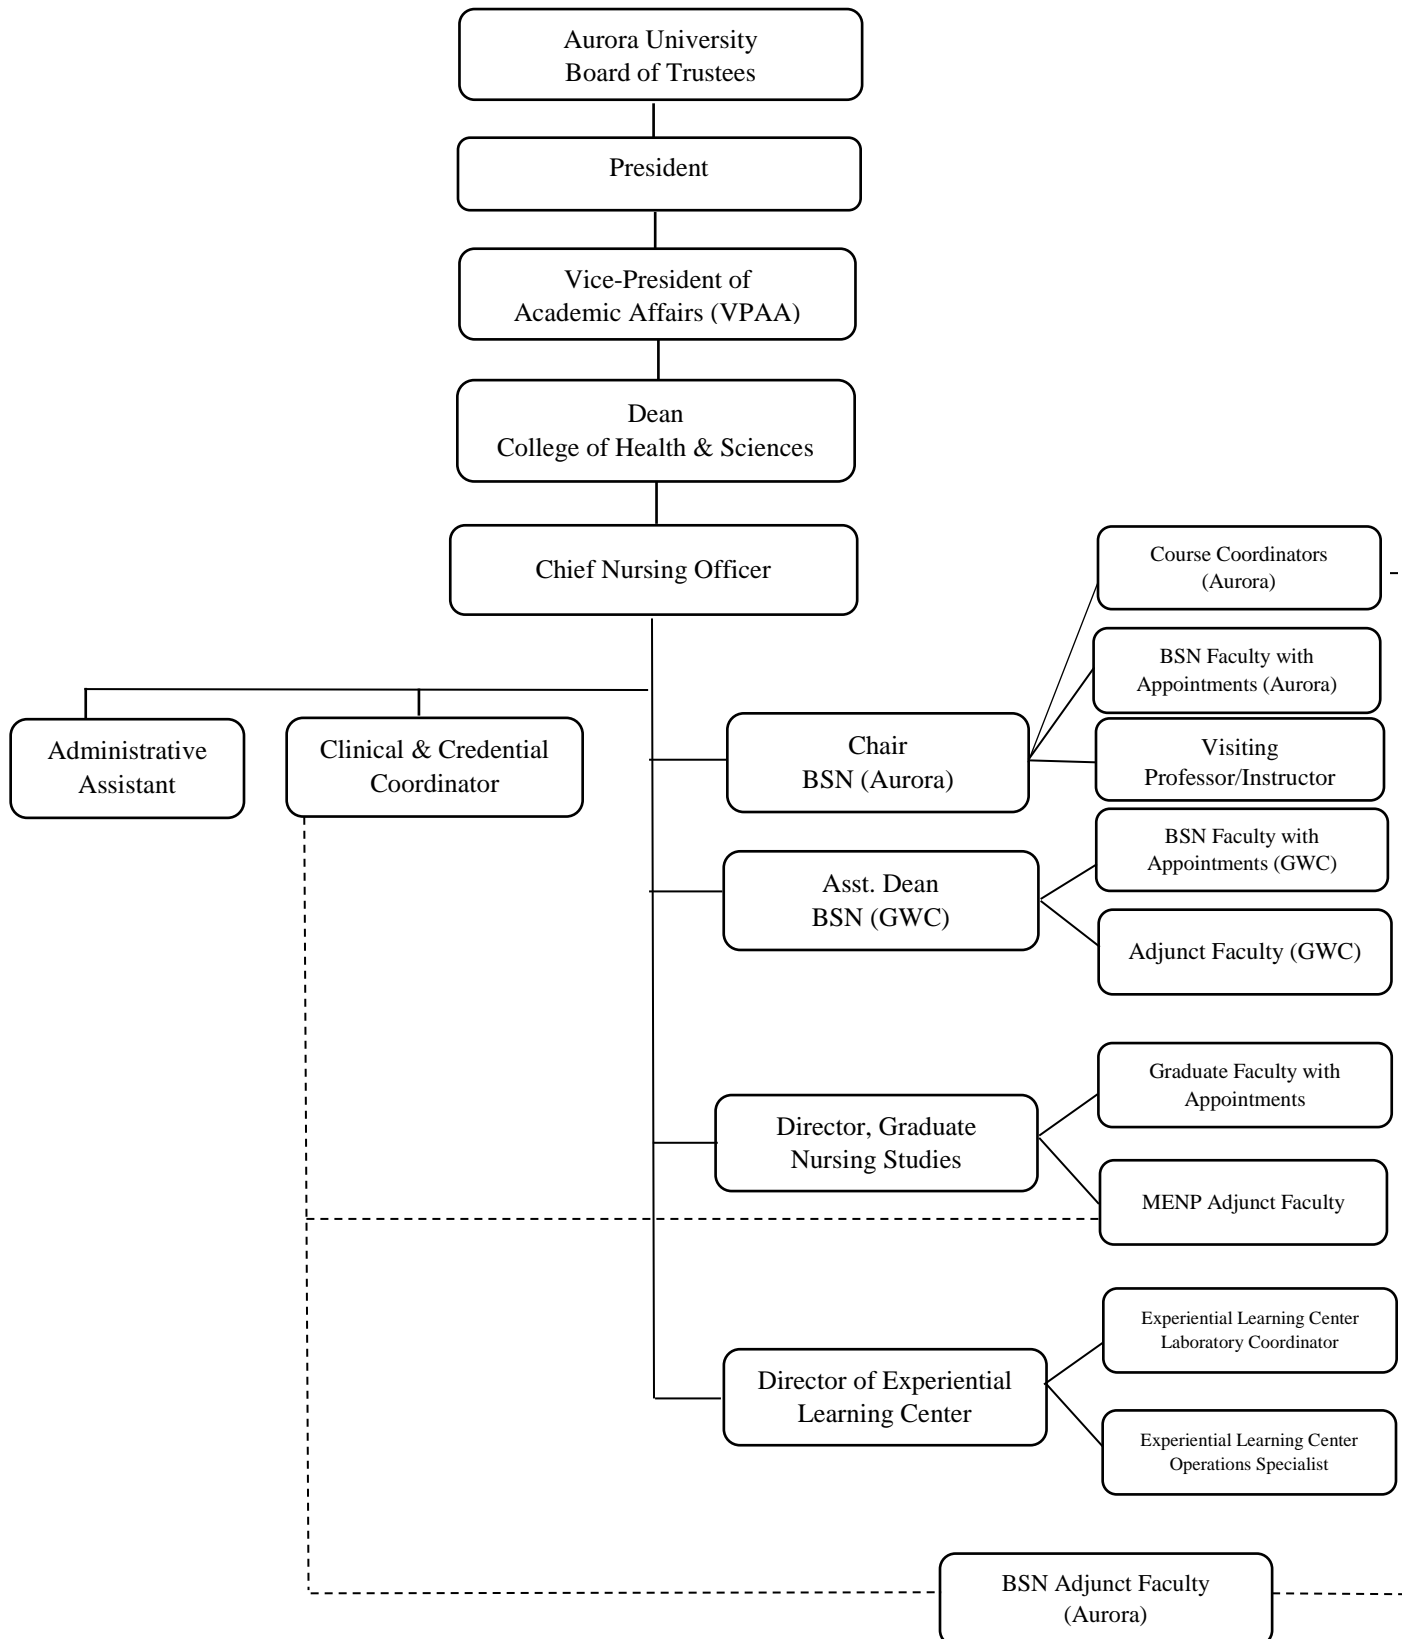 Aurora University
Board of Trustees
President
Vice-President of
Academic Affairs (VPAA)
Dean
College of Health & Sciences
Chief Nursing Officer
Course Coordinators
(Aurora)
BSN Faculty with
Appointments (Aurora)
Administrative
Assistant
Clinical & Credential
Coordinator
Chair
BSN (Aurora)
Visiting
Professor/Instructor
BSN Faculty with
Appointments (GWC)
Asst. Dean
BSN (GWC)
Adjunct Faculty (GWC)
Graduate Faculty with
Appointments
Director, Graduate
Nursing Studies
MENP Adjunct Faculty
Experiential Learning Center
Laboratory Coordinator
Director of Experiential
Learning Center
Experiential Learning Center
Operations Specialist
BSN Adjunct Faculty
(Aurora)